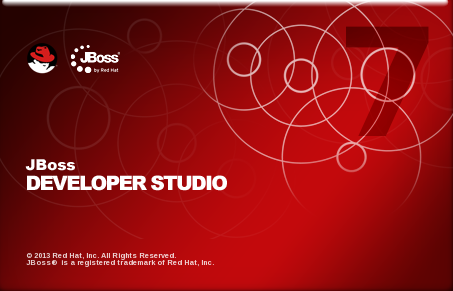 7
JBoss®
by Red Hat
JBoss
DEVELOPER STUDIO
© 2013 Red Hat, Inc. All Rights Reserved.
JBoss® is a registered trademark of Red Hat, Inc.